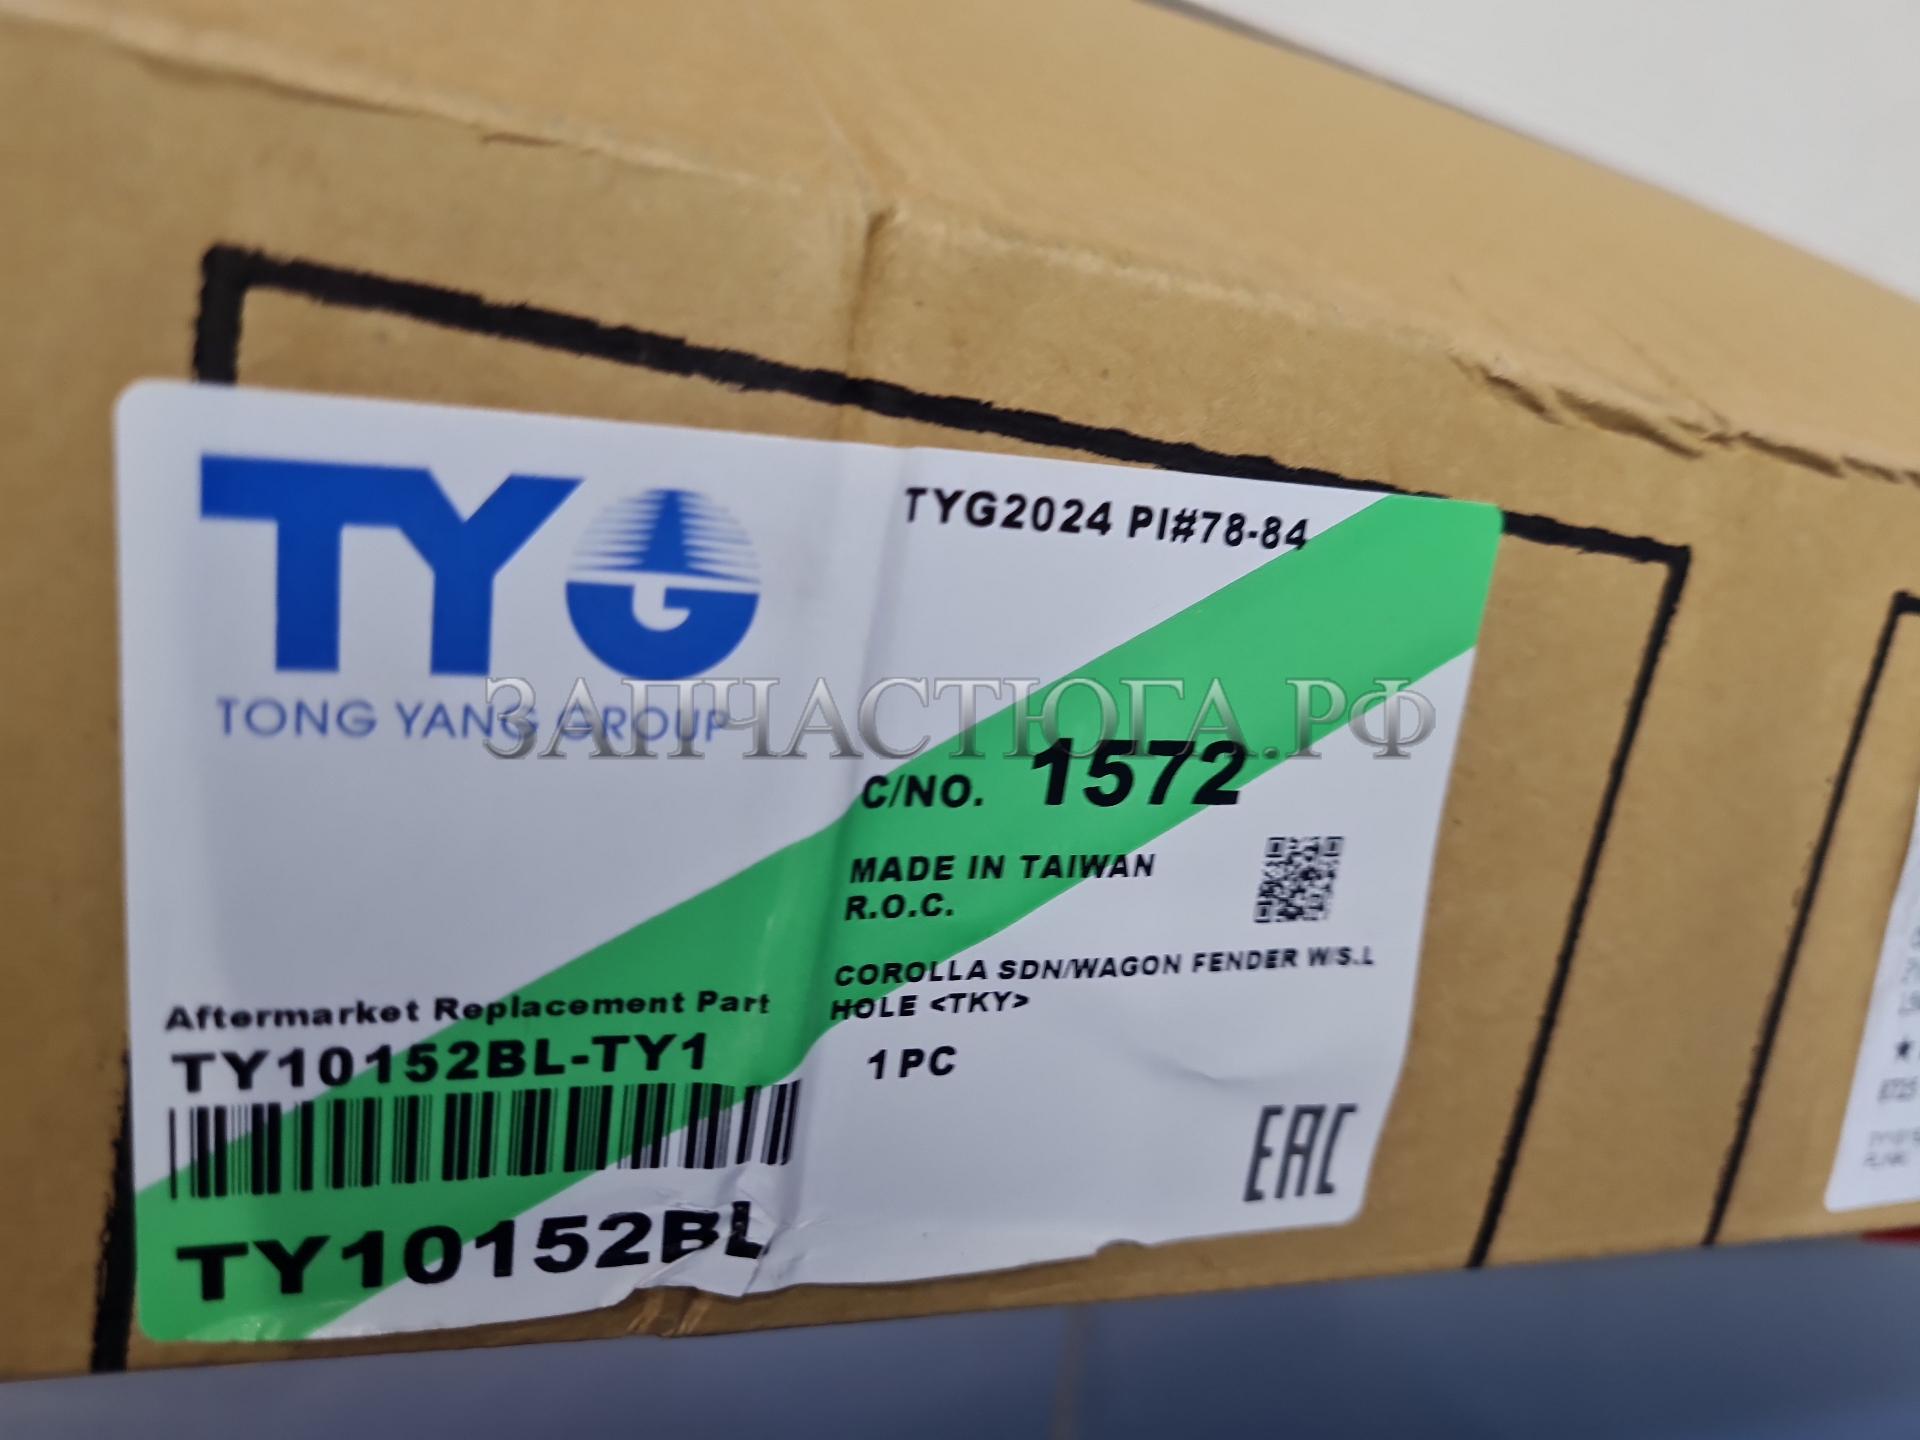 TYG
TONG YANG GROUP
TYG2024 PI#78-84
ЗАПЧАСТЮГА.РФ
C/NO. 1572
MADE IN TAIWAN
R.O.C.
COROLLA SDN/WAGON FENDER W/S.L
HOLE <TKY>
1 PC
Aftermarket Replacement Part
TY10152BL-TY1
TY10152BL
EAC